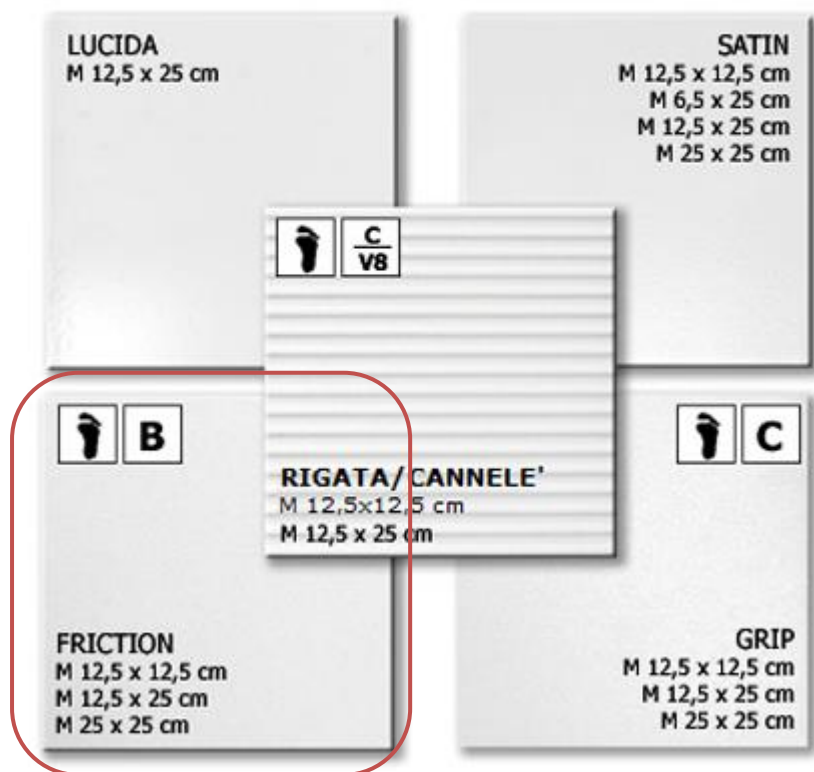 LUCIDA
M 12,5 x 25 cm
SATIN
M 12,5 x 12,5 cm
M 6,5 x 25 cm
M 12,5 x 25 cm
M 25 x 25 cm
C
V8
RIGATA/CANNELE'
M 12,5x12,5 cm
M 12,5 x 25 cm
B
FRICTION
M 12,5 x 12,5 cm
M 12,5 x 25 cm
M 25 x 25 cm
C
GRIP
M 12,5 x 12,5 cm
M 12,5 x 25 cm
M 25 x 25 cm